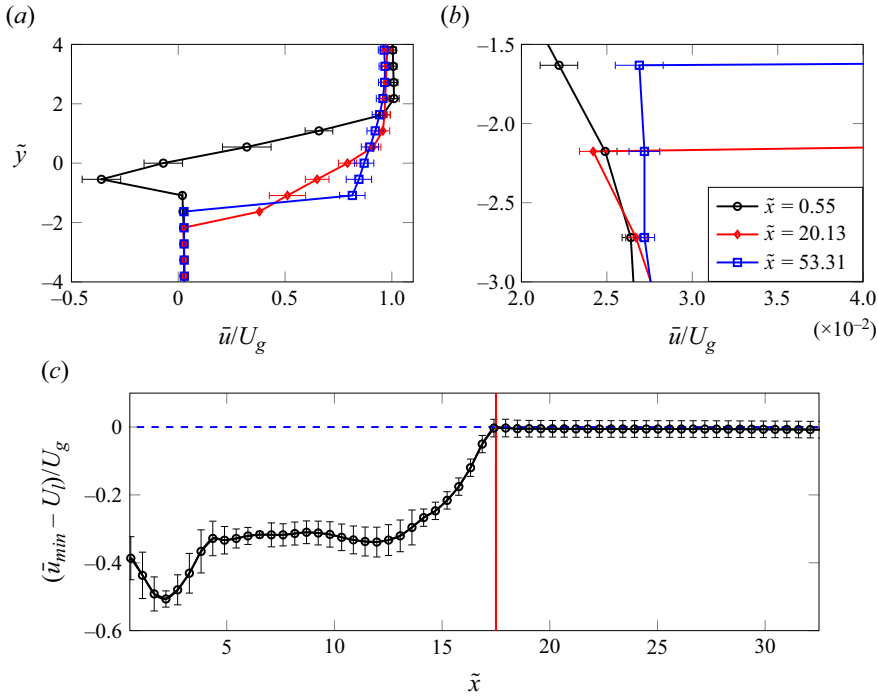 (a)
4
2
0
−2
−4
ỹ
−0.5
0
0.5
1.0
ū/U_g
(b)
−1.5
−2.0
−2.5
−3.0
x̃ = 0.55
x̃ = 20.13
x̃ = 53.31
2.0
2.5
3.0
3.5
4.0
(×10⁻²)
ū/U_g
(c)
0
−0.2
−0.4
−0.6
(ū_min − U_l)/U_g
5
10
15
20
25
30
x̃